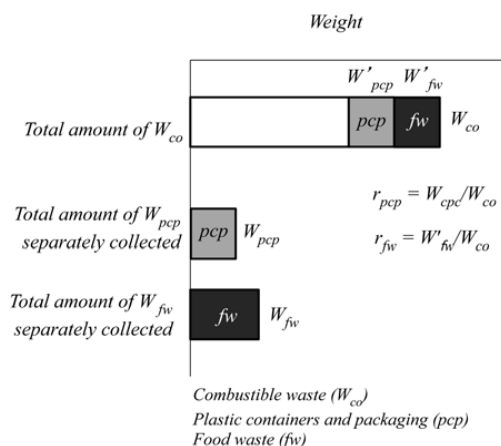 Weight
W'pcp W'fw
Total amount of Wco pcp fw Wco
rpcp = Wcpc/Wco
Total amount of Wpcp
separately collected
pcp Wpcp
rfw = W'fw/Wco
Total amount of Wfw
separately collected
fw Wfw
Combustible waste (Wco)
Plastic containers and packaging (pcp)
Food waste (fw)